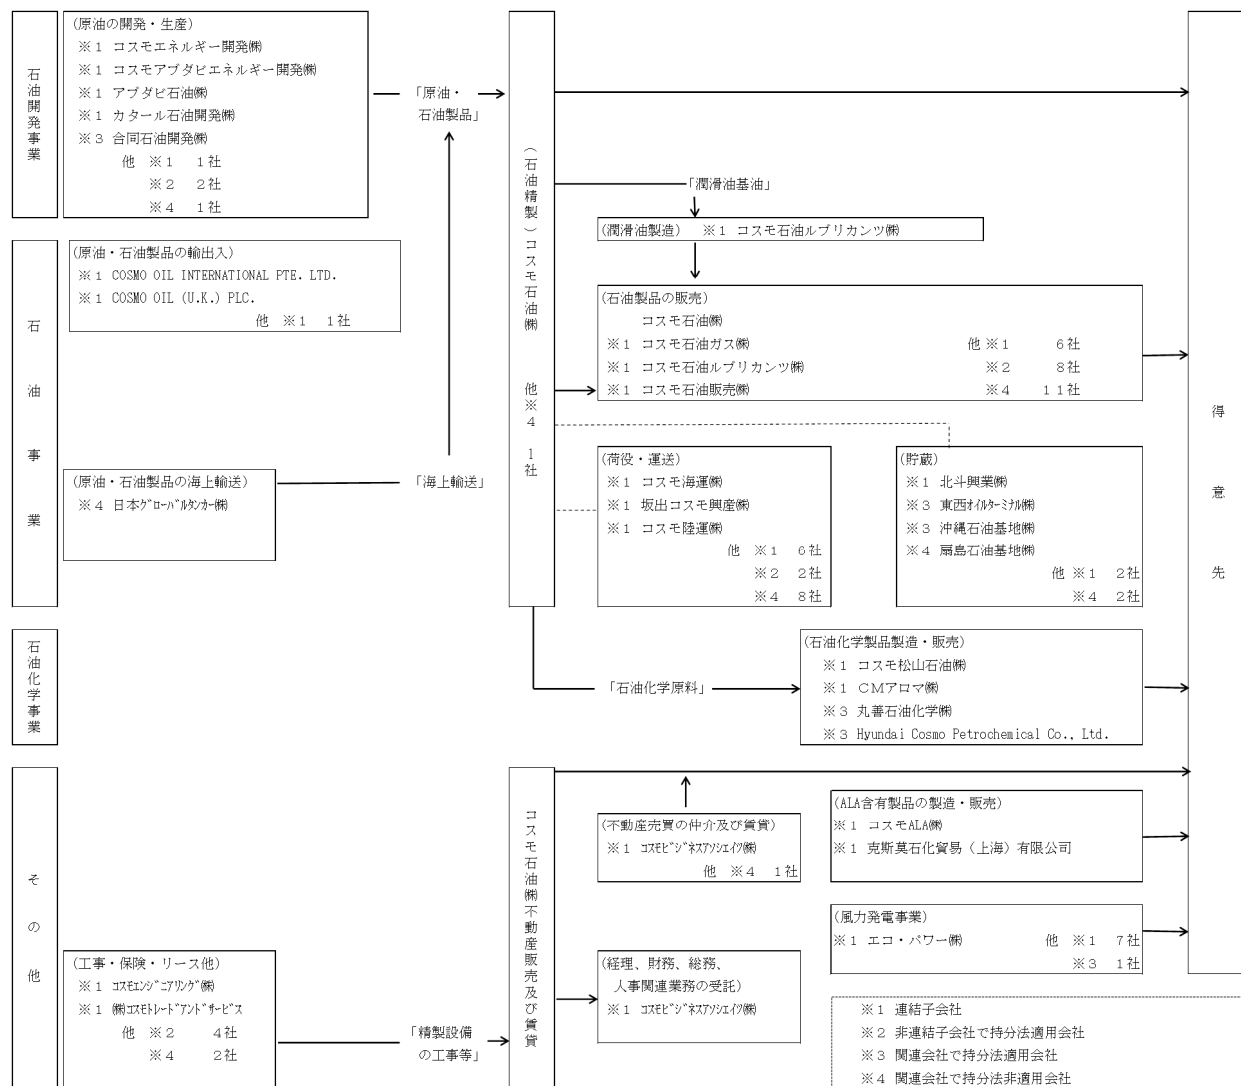 石油開発事業
(原油の開発・生産)
※１ コスモエネルギー開発㈱
※１ コスモアブダビエネルギー開発㈱
※１ アブダビ石油㈱
※１ カタール石油開発㈱
※３ 合同石油開発㈱
他 ※１ １社
※２ ２社
※４ １社
「原油・
石油製品」
石油事業
(原油・石油製品の輸出入)
※１ COSMO OIL INTERNATIONAL PTE. LTD.
※１ COSMO OIL (U.K.) PLC.
他 ※１ １社
(原油・石油製品の海上輸送)
※４ 日本ｸﾞﾛｰﾊﾞﾙﾀﾝｶｰ㈱
「海上輸送」
(石油精製)コスモ石油㈱ 他※４ １社
「潤滑油基油」
(潤滑油製造) ※１ コスモ石油ルブリカンツ㈱
(石油製品の販売)
コスモ石油㈱
※１ コスモ石油ガス㈱ 他 ※１ ６社
※１ コスモ石油ルブリカンツ㈱ ※２ ８社
※１ コスモ石油販売㈱ ※４ １１社
(荷役・運送)
※１ コスモ海運㈱
※１ 坂出コスモ興産㈱
※１ コスモ陸運㈱
他 ※１ ６社
※２ ２社
※４ ８社
(貯蔵)
※１ 北斗興業㈱
※３ 東西ｵｲﾙﾀｰﾐﾅﾙ㈱
※３ 沖縄石油基地㈱
※４ 扇島石油基地㈱
他 ※１ ２社
※４ ２社
得意先
石油化学事業
「石油化学原料」
(石油化学製品製造・販売)
※１ コスモ松山石油㈱
※１ ＣＭアロマ㈱
※３ 丸善石油化学㈱
※３ Hyundai Cosmo Petrochemical Co., Ltd.
その他
(工事・保険・リース他)
※１ ｺｽﾓｴﾝｼﾞﾆｱﾘﾝｸﾞ㈱
※１ ㈱ｺｽﾓﾄﾚｰﾄﾞｱﾝﾄﾞｻｰﾋﾞｽ
他 ※２ ４社
※４ ２社
「精製設備
の工事等」
コスモ石油㈱不動産販売及び賃貸
(不動産売買の仲介及び賃貸)
※１ ｺｽﾓﾋﾞｼﾞﾈｽｱｿｼｴｲﾂ㈱
他 ※４ １社
(経理、財務、総務、
人事関連業務の受託)
※１ ｺｽﾓﾋﾞｼﾞﾈｽｱｿｼｴｲﾂ㈱
(ALA含有製品の製造・販売)
※１ コスモALA㈱
※１ 克斯莫石化貿易（上海）有限公司
(風力発電事業)
※１ エコ・パワー㈱ 他 ※１ ７社
※３ １社
※１ 連結子会社
※２ 非連結子会社で持分法適用会社
※３ 関連会社で持分法適用会社
※４ 関連会社で持分法非適用会社